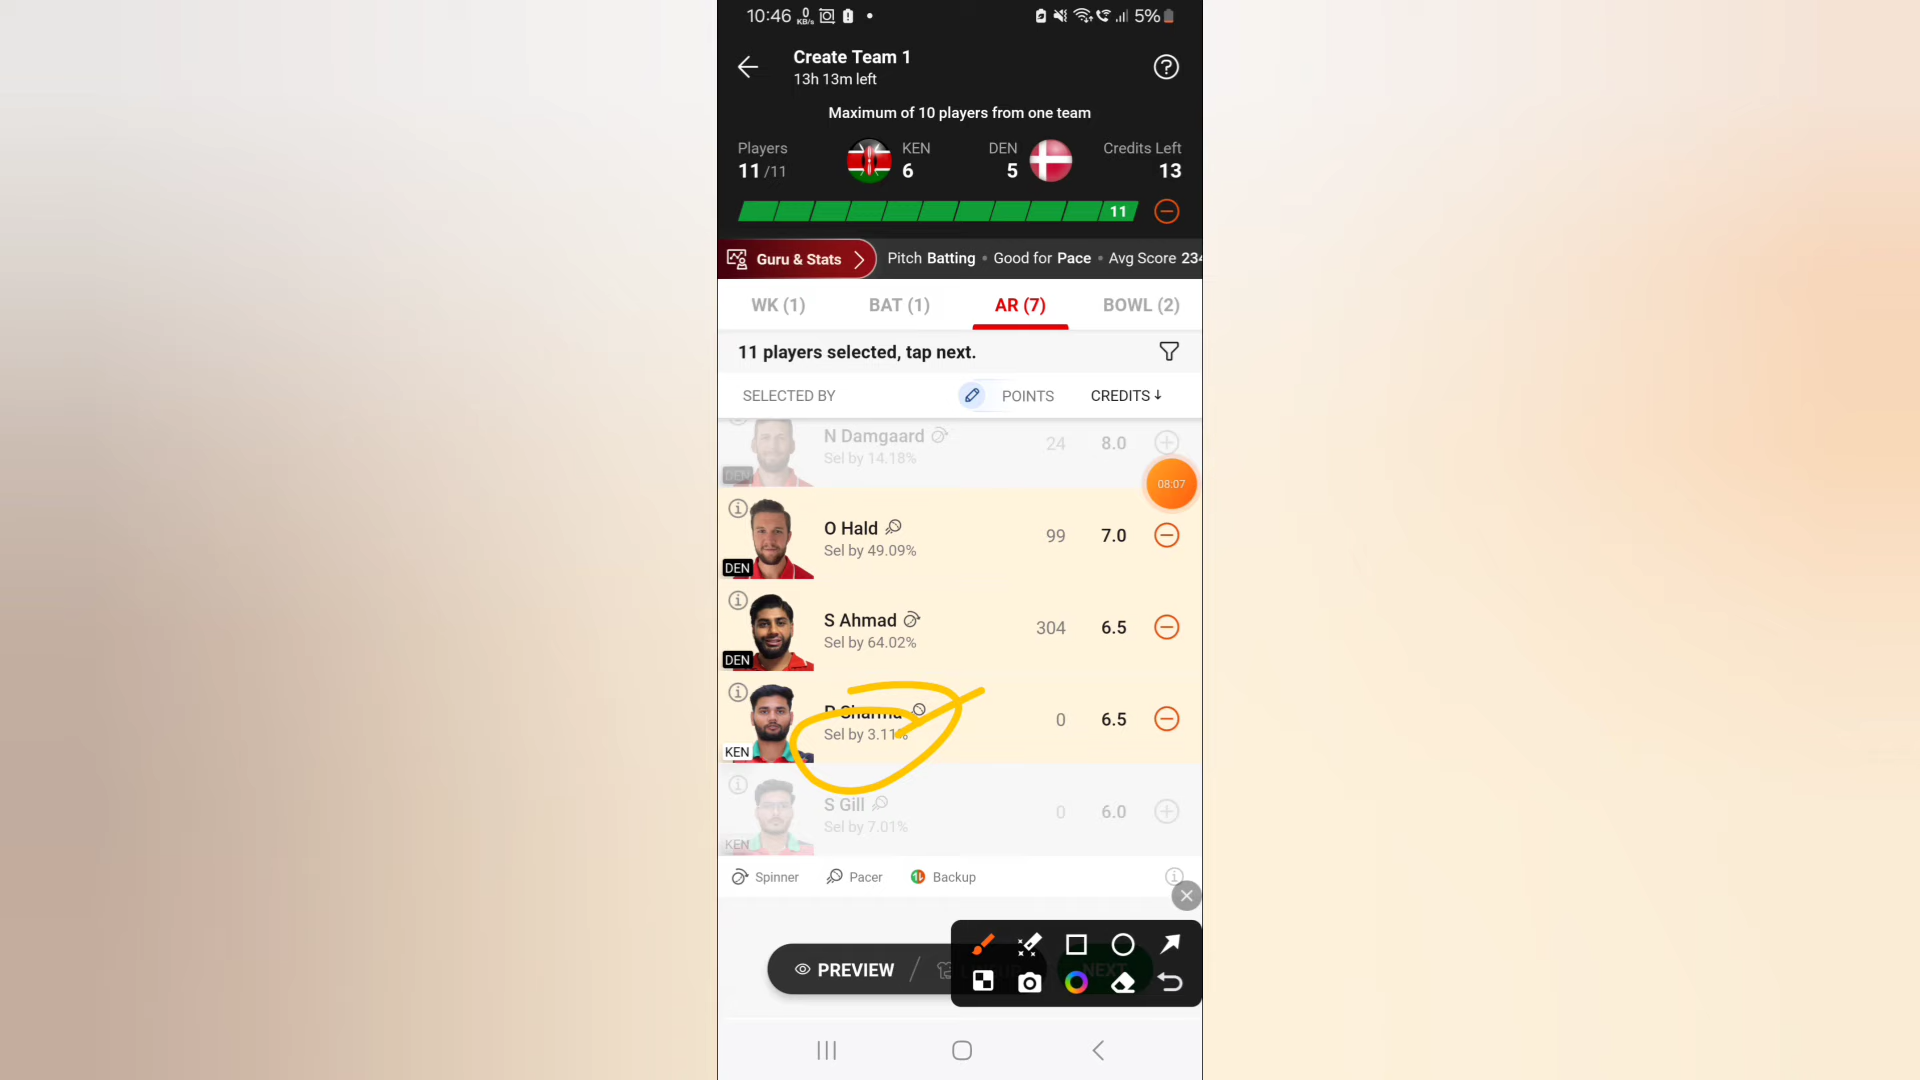 10:46 0 KB/s 5%
Create Team 1
13h 13m left
Maximum of 10 players from one team
Players KEN DEN Credits Left
11/11 6 5 13
11
Guru & Stats Pitch Batting • Good for Pace • Avg Score 234
WK (1) BAT (1) AR (7) BOWL (2)
11 players selected, tap next.
SELECTED BY POINTS CREDITS↓
N Damgaard 24 8.0
Sel by 14.18%
DEN
08:07
O Hald 99 7.0
Sel by 49.09%
DEN
S Ahmad 304 6.5
Sel by 64.02%
DEN
Sharma 0 6.5
Sel by 3.11%
KEN
S Gill 0 6.0
Sel by 7.01%
KEN
Spinner Pacer Backup
PREVIEW NEXT